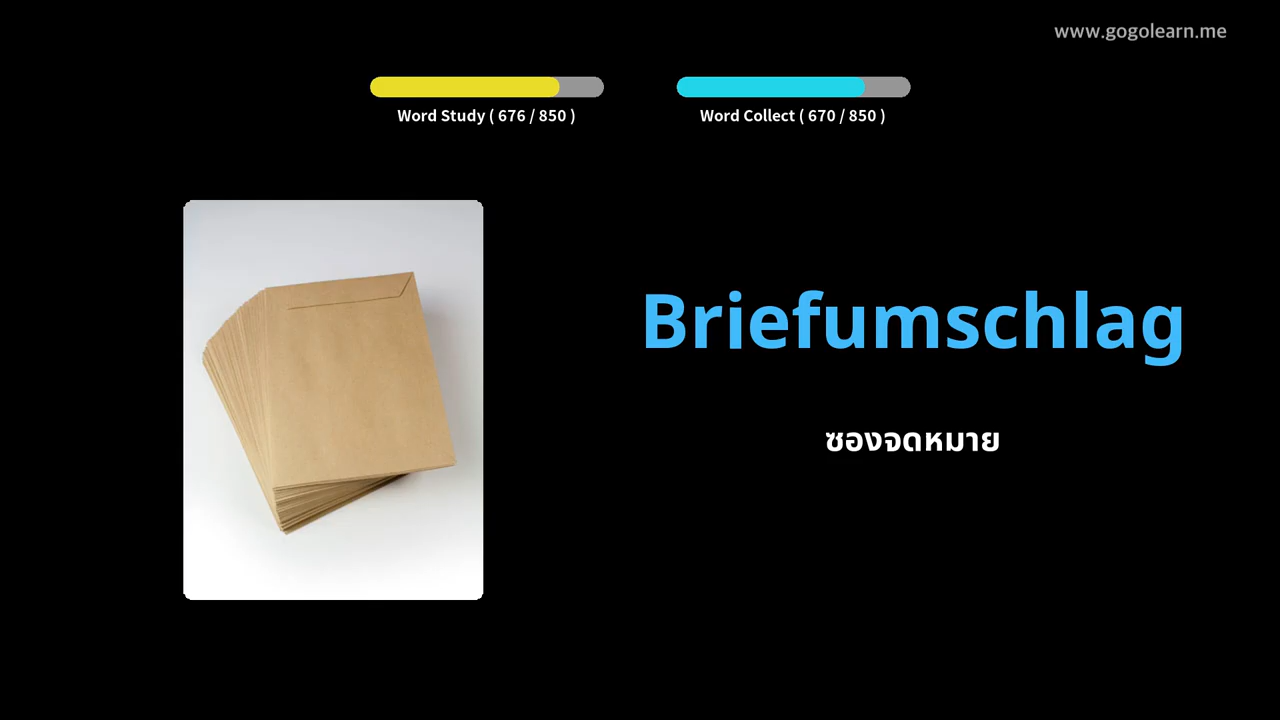 www.gogolearn.me
Word Study ( 676 / 850 )
Word Collect ( 670 / 850 )
Briefumschlag
ซองจดหมาย